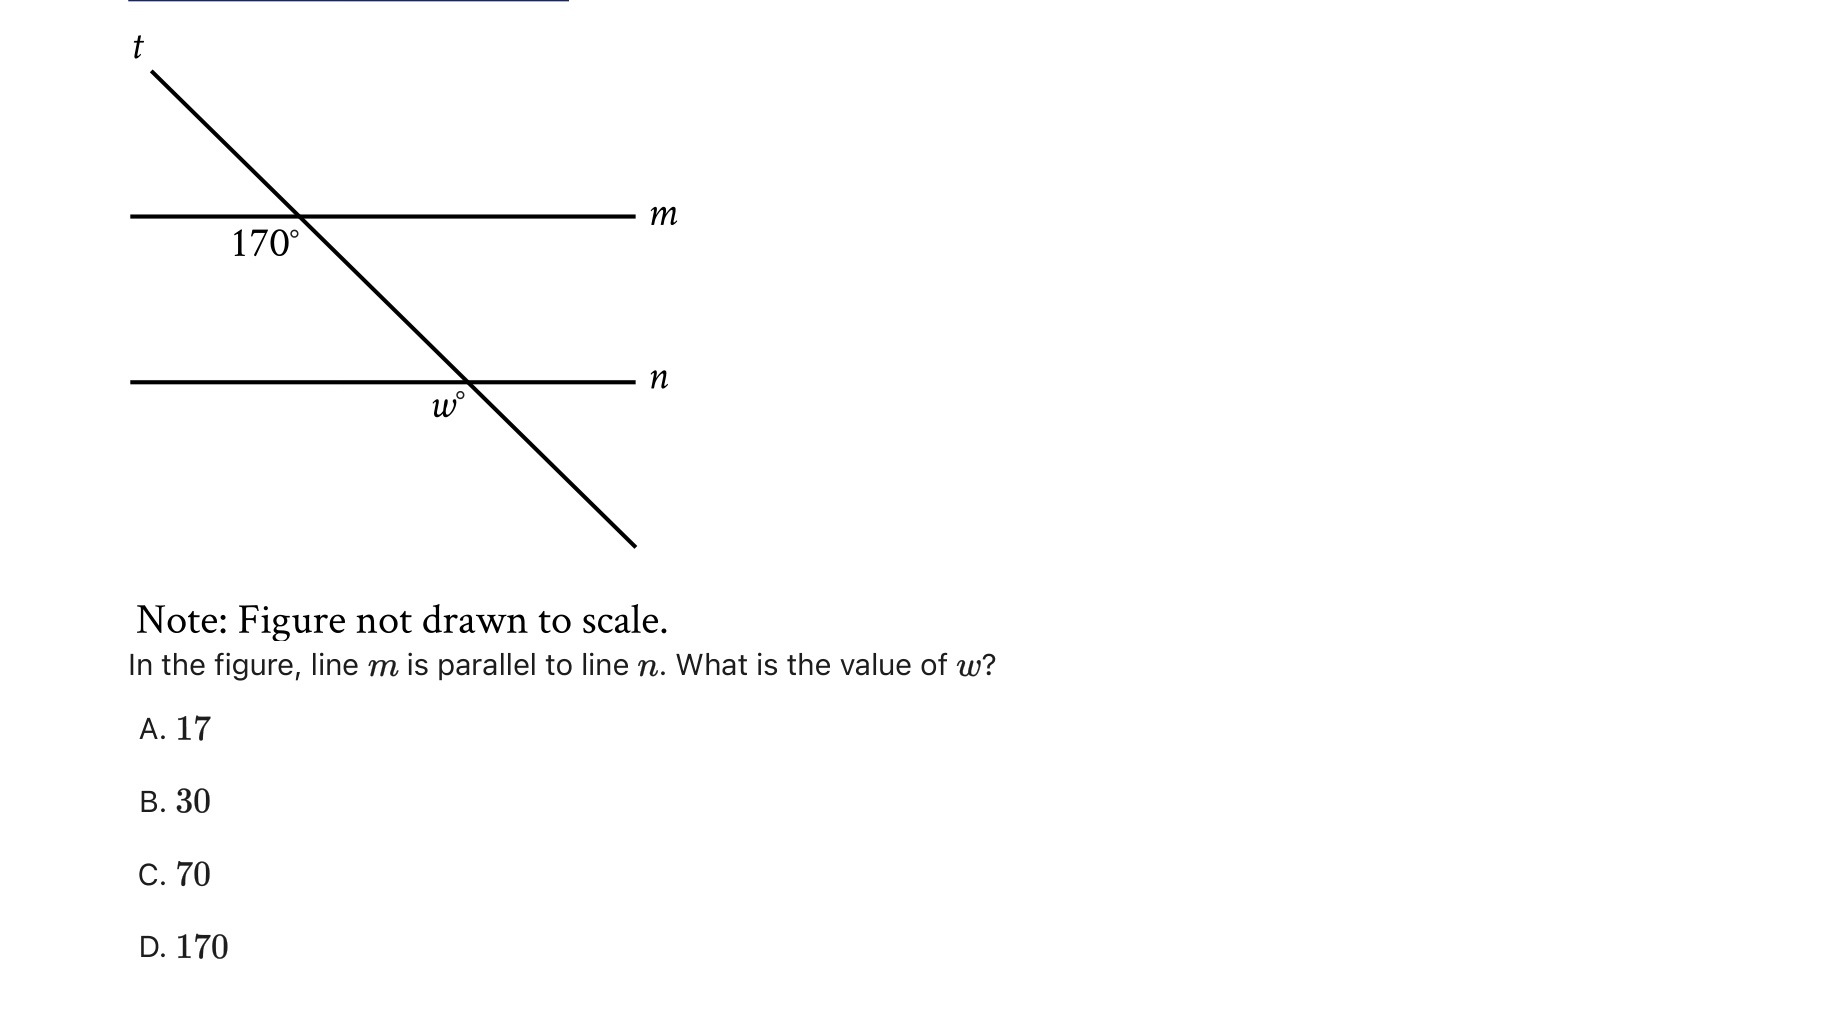 t
m
170°
n
w°
Note: Figure not drawn to scale.
In the figure, line m is parallel to line n. What is the value of w?
A. 17
B. 30
C. 70
D. 170